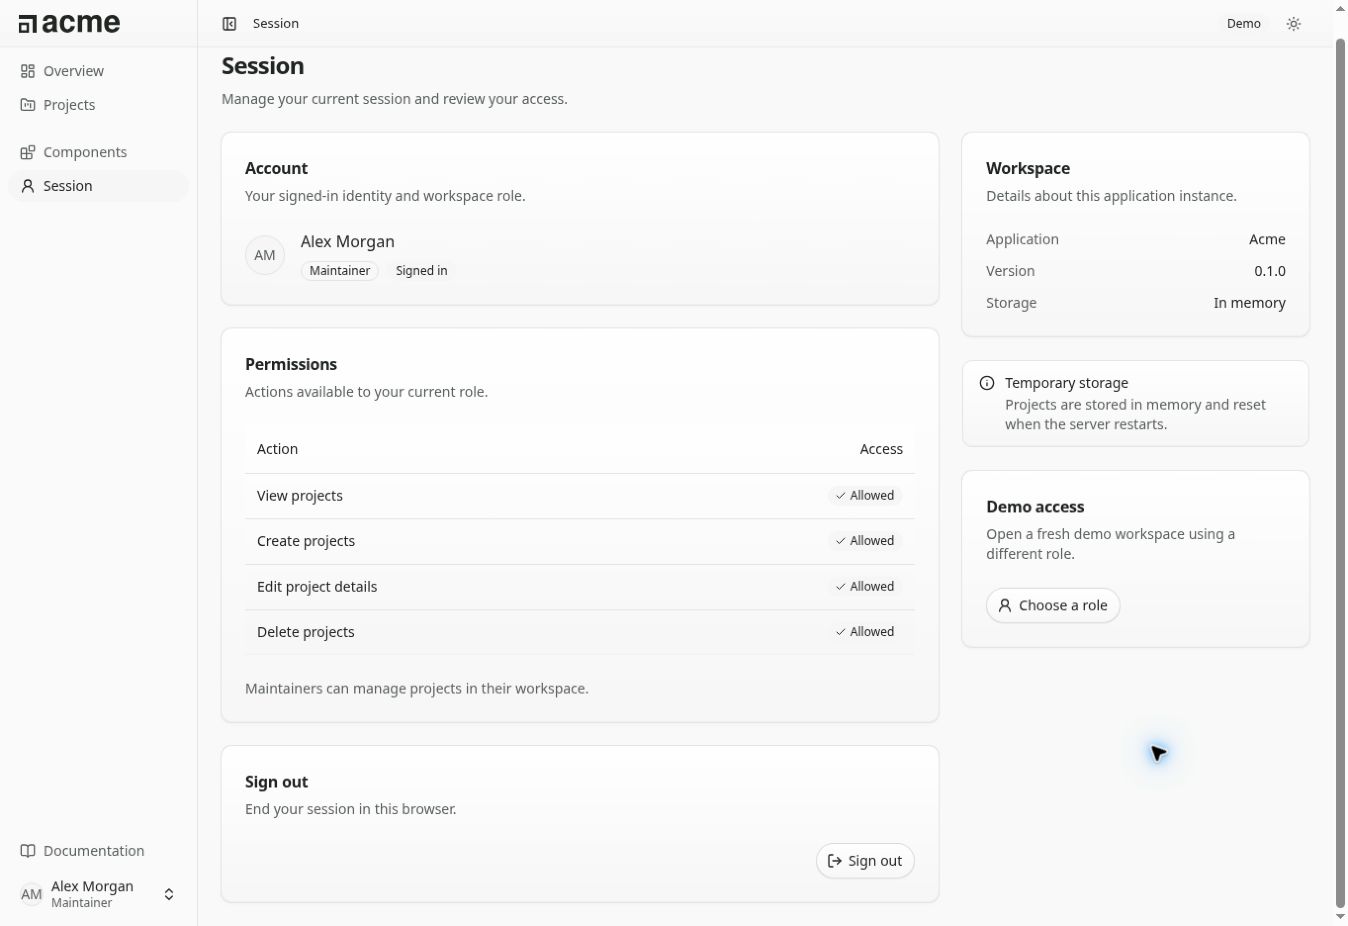 acme
Overview
Projects
Components
Session
Documentation
AM
Alex Morgan
Maintainer
Session
Demo
Session
Manage your current session and review your access.
Account
Your signed-in identity and workspace role.
AM
Alex Morgan
Maintainer
Signed in
Permissions
Actions available to your current role.
Action Access
View projects Allowed
Create projects Allowed
Edit project details Allowed
Delete projects Allowed
Maintainers can manage projects in their workspace.
Sign out
End your session in this browser.
Sign out
Workspace
Details about this application instance.
Application Acme
Version 0.1.0
Storage In memory
Temporary storage
Projects are stored in memory and reset
when the server restarts.
Demo access
Open a fresh demo workspace using a
different role.
Choose a role